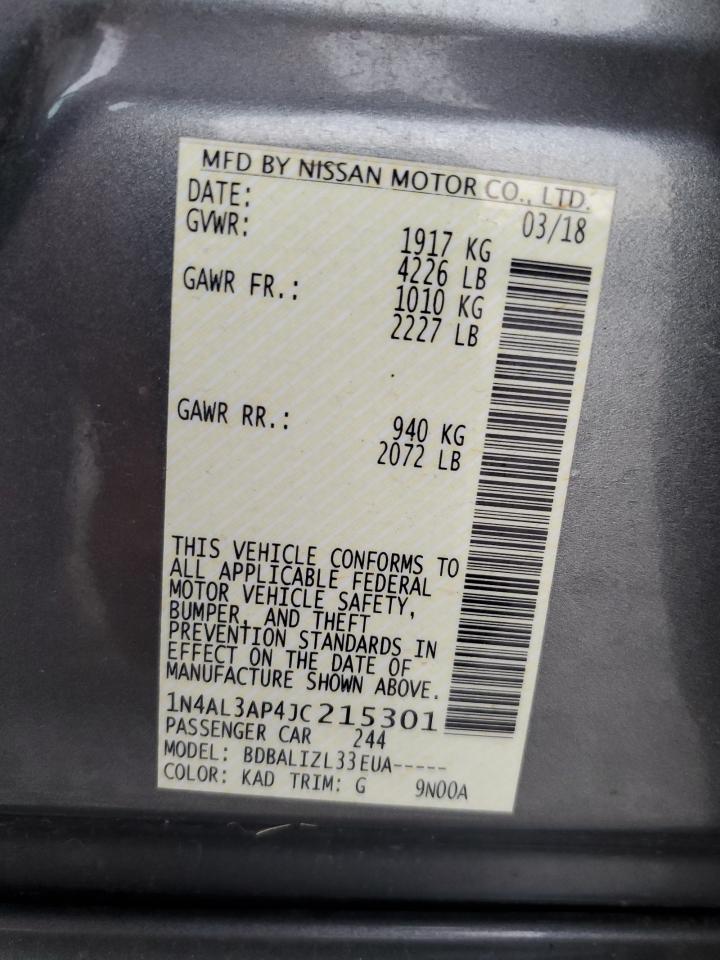 MFD BY NISSAN MOTOR CO., LTD.
DATE: 03/18
GVWR: 1917 KG
4226 LB
GAWR FR.: 1010 KG
2227 LB
GAWR RR.: 940 KG
2072 LB
THIS VEHICLE CONFORMS TO
ALL APPLICABLE FEDERAL
MOTOR VEHICLE SAFETY,
BUMPER, AND THEFT
PREVENTION STANDARDS IN
EFFECT ON THE DATE OF
MANUFACTURE SHOWN ABOVE.
1N4AL3AP4JC215301
PASSENGER CAR 244
MODEL: BDBALIZL33EUA-----
COLOR: KAD TRIM: G 9N00A